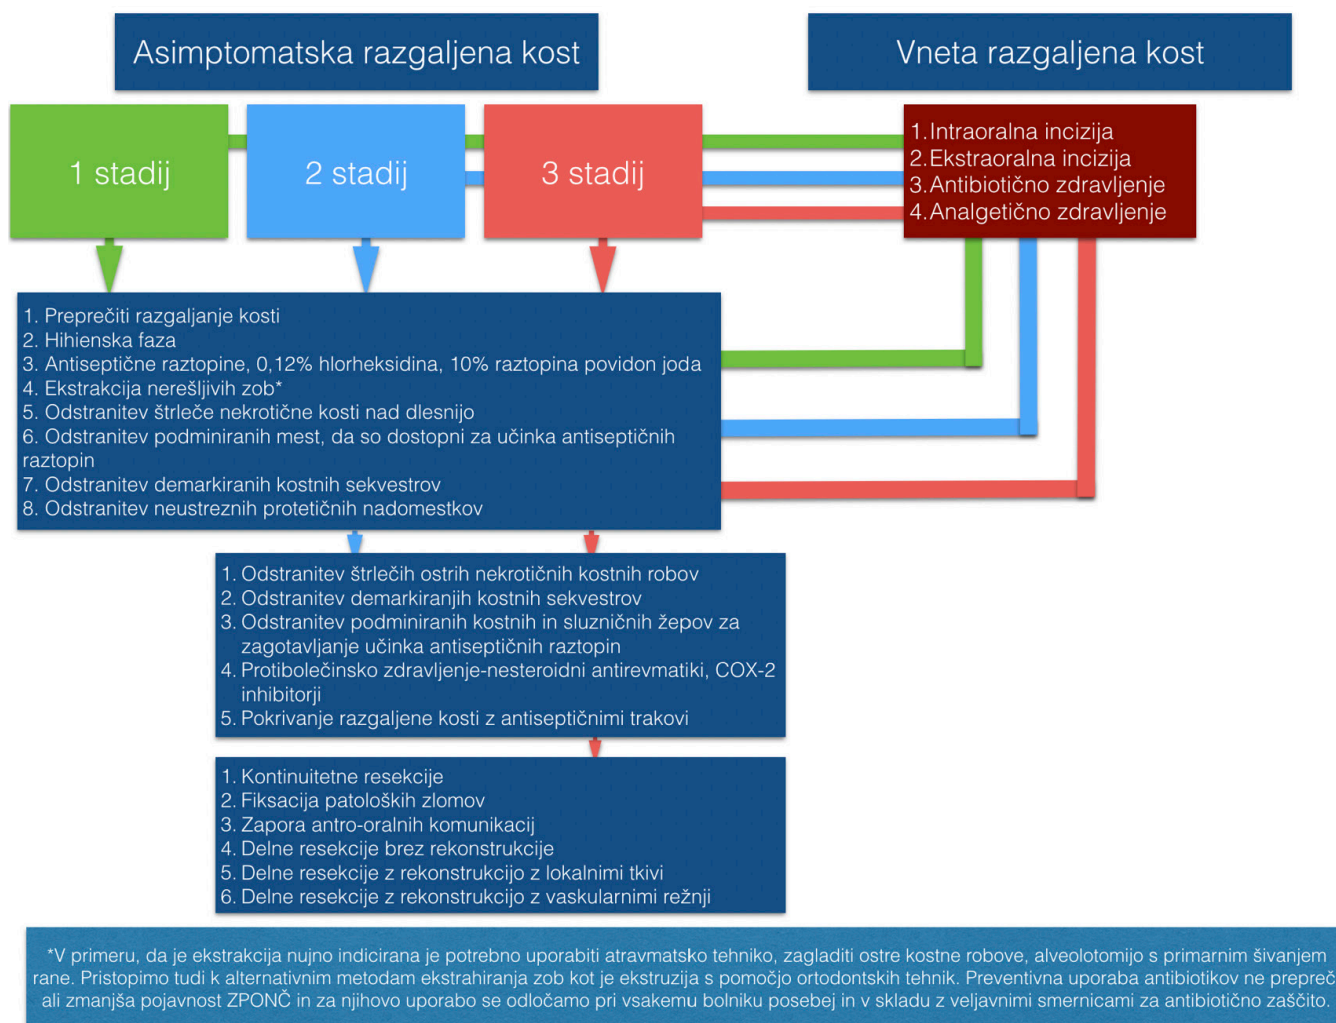 Asimptomatska razgaljena kost
Vneta razgaljena kost
1 stadij
2 stadij
3 stadij
1. Intraoralna incizija
2. Ekstraoralna incizija
3. Antibiotično zdravljenje
4. Analgetično zdravljenje
1. Preprečiti razgaljanje kosti
2. Hihienska faza
3. Antiseptične raztopine, 0,12% hlorheksidina, 10% raztopina povidon joda
4. Ekstrakcija nerešljivih zob*
5. Odstranitev štrleče nekrotične kosti nad dlesnijo
6. Odstranitev podminiranih mest, da so dostopni za učinka antiseptičnih
raztopin
7. Odstranitev demarkiranih kostnih sekvestrov
8. Odstranitev neustreznih protetičnih nadomestkov
1. Odstranitev štrlečih ostrih nekrotičnih kostnih robov
2. Odstranitev demarkiranjih kostnih sekvestrov
3. Odstranitev podminiranih kostnih in sluzničnih žepov za
zagotavljanje učinka antiseptičnih raztopin
4. Protibolečinsko zdravljenje-nesteroidni antirevmatiki, COX-2
inhibitorji
5. Pokrivanje razgaljene kosti z antiseptičnimi trakovi
1. Kontinuitetne resekcije
2. Fiksacija patoloških zlomov
3. Zapora antro-oralnih komunikacij
4. Delne resekcije brez rekonstrukcije
5. Delne resekcije z rekonstrukcijo z lokalnimi tkivi
6. Delne resekcije z rekonstrukcijo z vaskularnimi režnji
*V primeru, da je ekstrakcija nujno indicirana je potrebno uporabiti atravmatsko tehniko, zagladiti ostre kostne robove, alveolotomijo s primarnim šivanjem
rane. Pristopimo tudi k alternativnim metodam ekstrahiranja zob kot je ekstruzija s pomočjo ortodontskih tehnik. Preventivna uporaba antibiotikov ne prepreč
ali zmanjša pojavnost ZPONČ in za njihovo uporabo se odločamo pri vsakemu bolniku posebej in v skladu z veljavnimi smernicami za antibiotično zaščito.